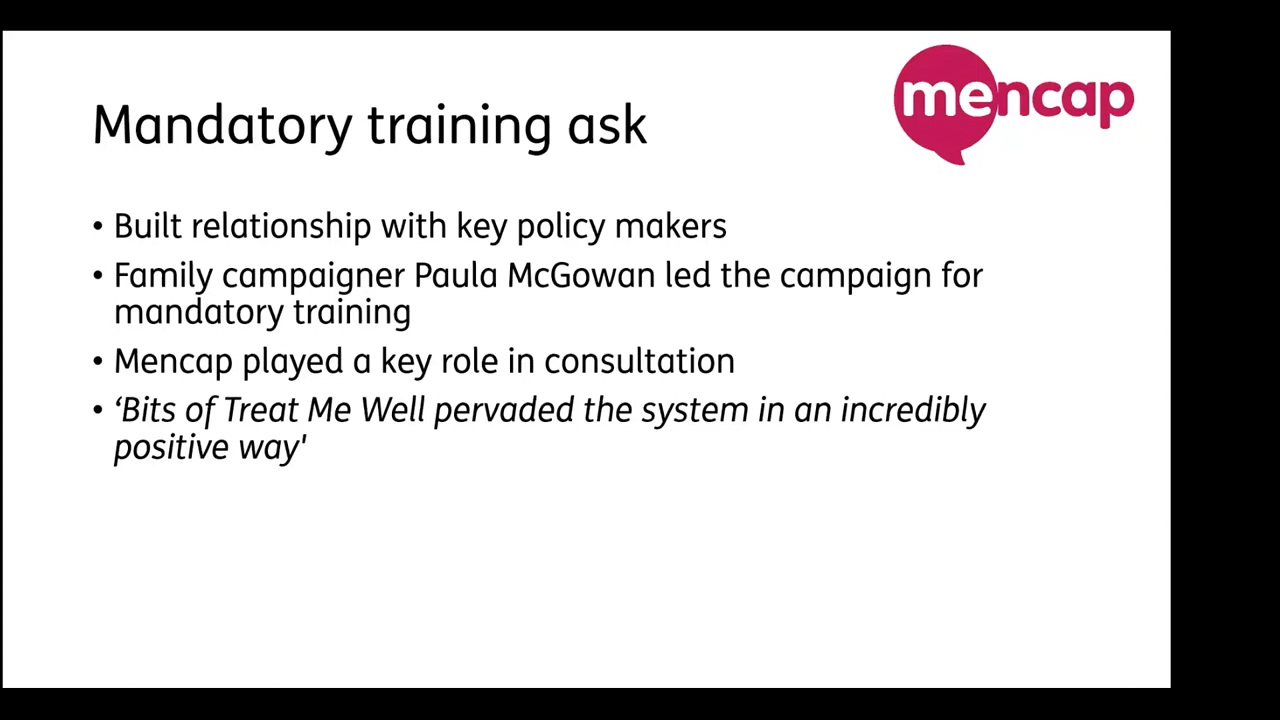 mencap
Mandatory training ask
• Built relationship with key policy makers
• Family campaigner Paula McGowan led the campaign for
mandatory training
• Mencap played a key role in consultation
• ‘Bits of Treat Me Well pervaded the system in an incredibly
positive way'